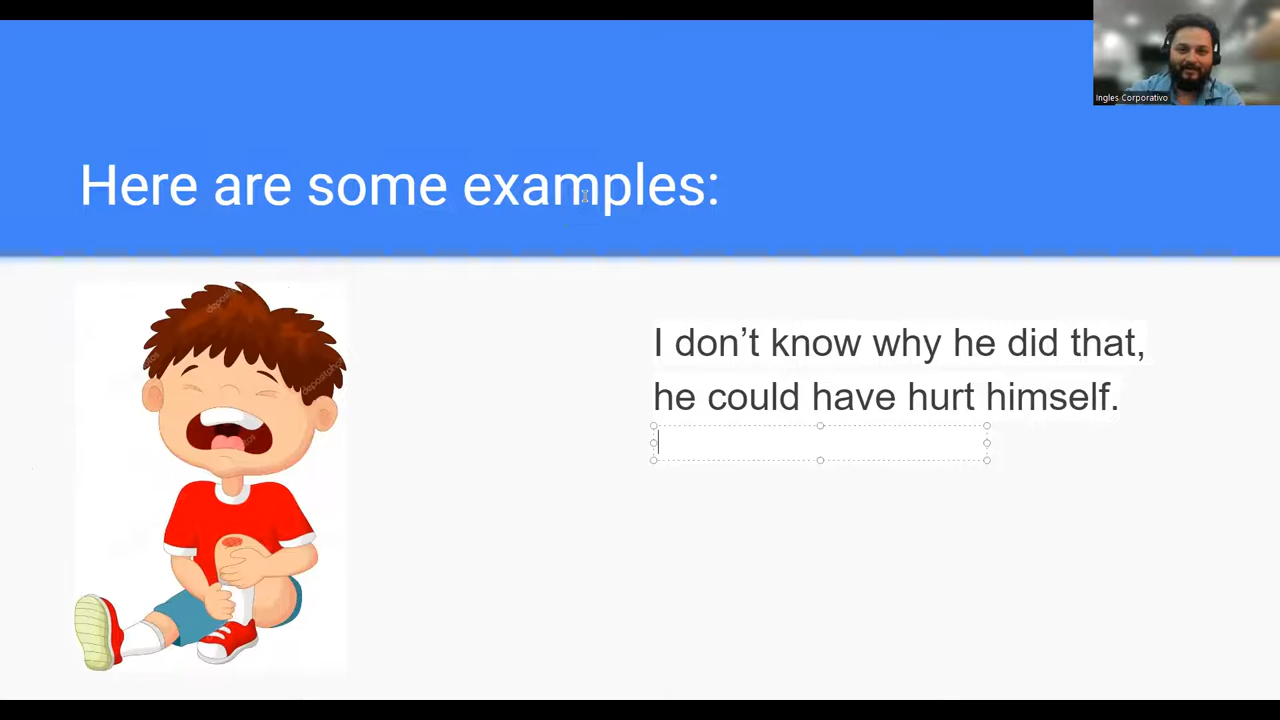 Ingles Corporativo
Here are some examples:
I don’t know why he did that,
he could have hurt himself.